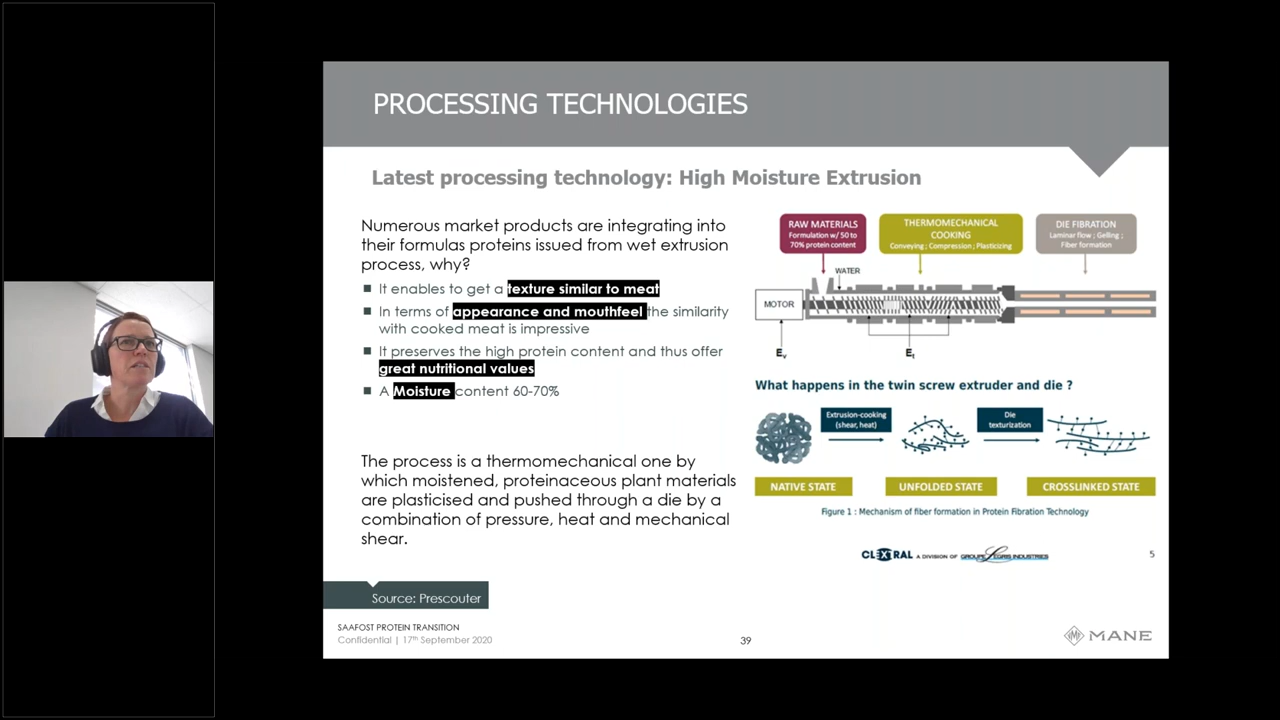 PROCESSING TECHNOLOGIES
Latest processing technology: High Moisture Extrusion
Numerous market products are integrating into
their formulas proteins issued from wet extrusion
process, why?
It enables to get a texture similar to meat
In terms of appearance and mouthfeel the similarity
with cooked meat is impressive
It preserves the high protein content and thus offer
great nutritional values
A Moisture content 60-70%
The process is a thermomechanical one by
which moistened, proteinaceous plant materials
are plasticised and pushed through a die by a
combination of pressure, heat and mechanical
shear.
RAW MATERIALS
Formulation w/ 50 to
70% protein content
THERMOMECHANICAL
COOKING
Conveying ; Compression ; Plasticizing
DIE FIBRATION
Laminar flow ; Gelling ;
Fiber formation
WATER
MOTOR
Ev
Et
What happens in the twin screw extruder and die ?
Extrusion-cooking
(shear, heat)
Die
texturization
NATIVE STATE
UNFOLDED STATE
CROSSLINKED STATE
Figure 1 : Mechanism of fiber formation in Protein Fibration Technology
CLEXTRAL A DIVISION OF GROUPE LEGRIS INDUSTRIES
5
Source: Prescouter
SAAFOST PROTEIN TRANSITION
Confidential | 17th September 2020
39
MANE